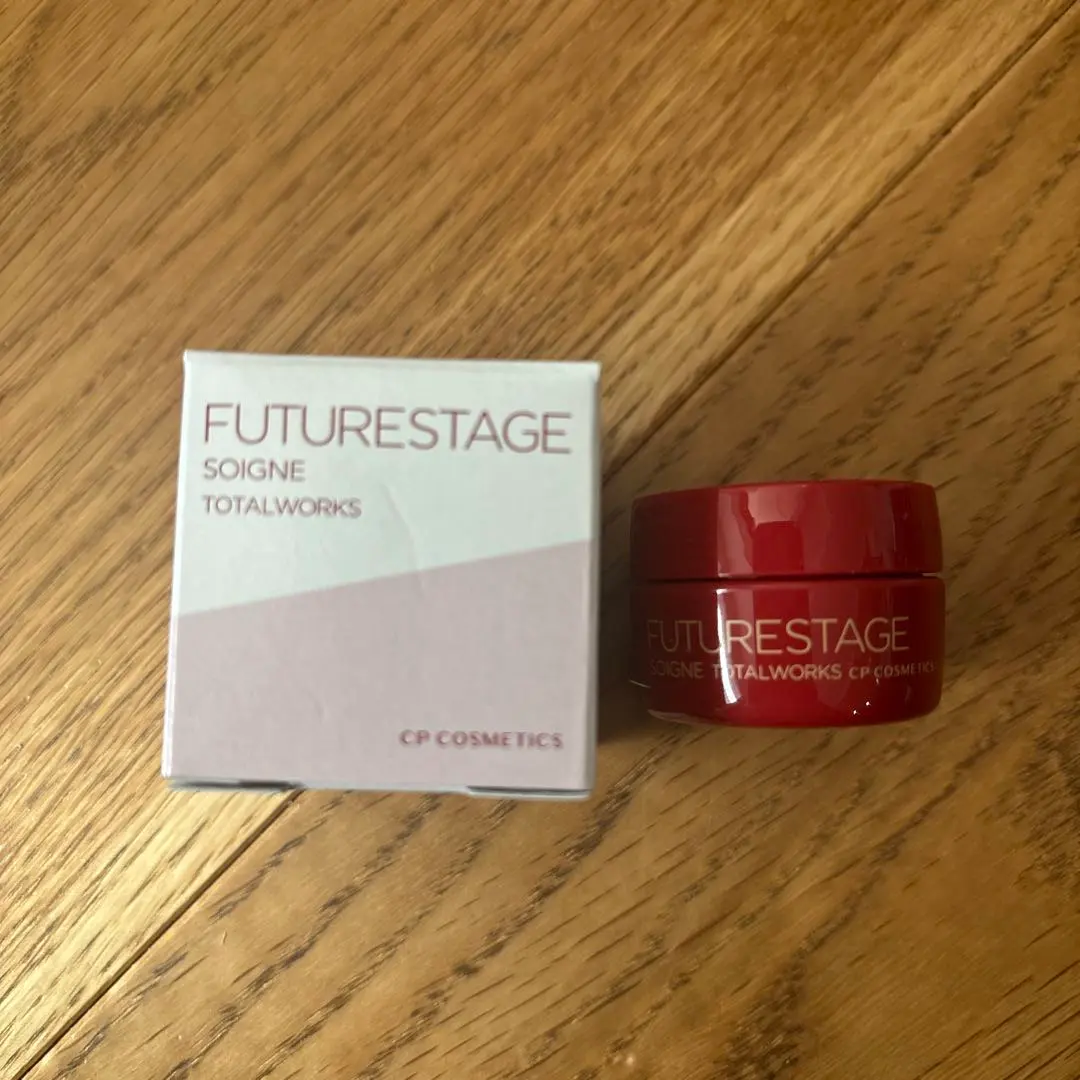 FUTURESTAGE
SOIGNE
TOTALWORKS
CP COSMETICS
FUTURESTAGE
SOIGNE TOTALWORKS CP COSMETICS